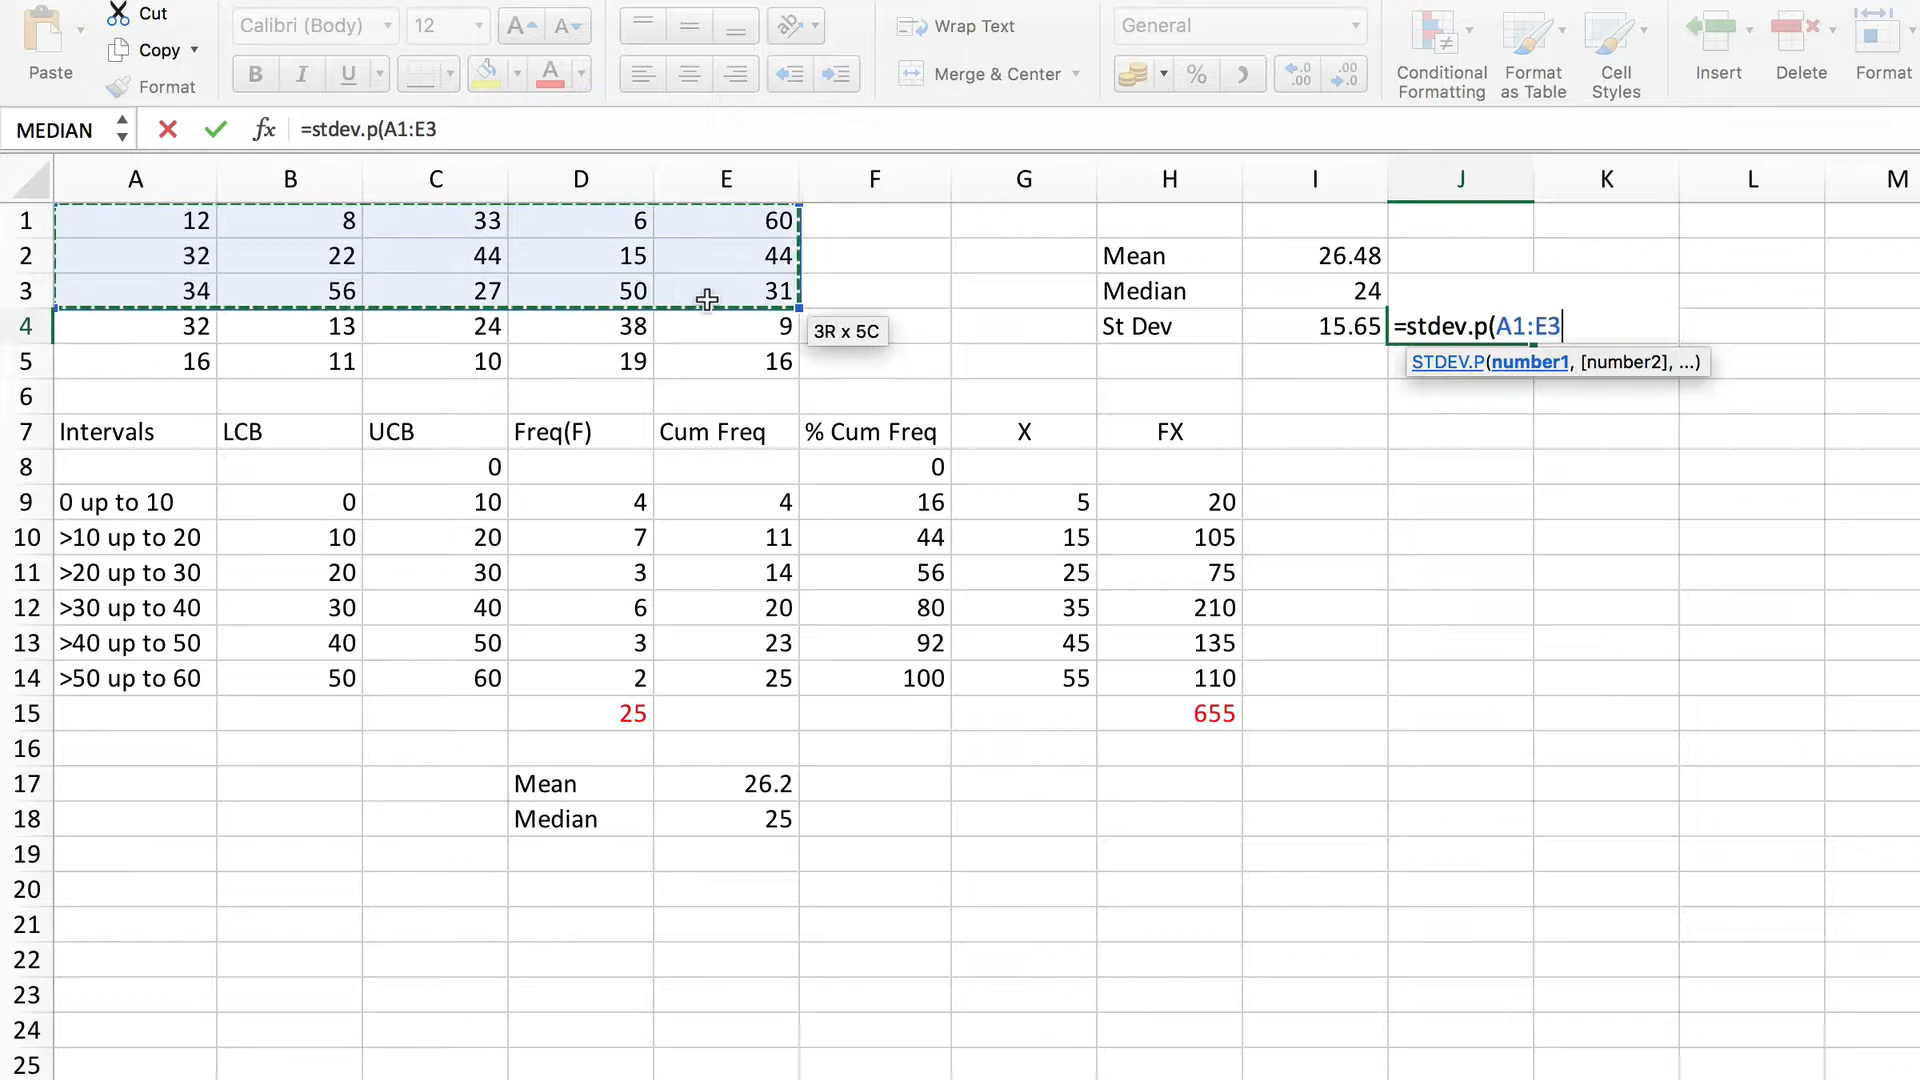 Cut
Calibri (Body) 12 A A Wrap Text General
Copy
Paste Format B I U A Merge & Center % .0 .00 .00 .0 Conditional Formatting Format as Table Cell Styles Insert Delete Format
MEDIAN fx =stdev.p(A1:E3
A B C D E F G H I J K L M
1 12 8 33 6 60
2 32 22 44 15 44 Mean 26.48
3 34 56 27 50 31 Median 24
4 32 13 24 38 9 3R x 5C St Dev 15.65 =stdev.p(A1:E3
5 16 11 10 19 16 STDEV.P(number1, [number2], ...)
6
7 Intervals LCB UCB Freq(F) Cum Freq % Cum Freq X FX
8 0 0
9 0 up to 10 0 10 4 4 16 5 20
10 >10 up to 20 10 20 7 11 44 15 105
11 >20 up to 30 20 30 3 14 56 25 75
12 >30 up to 40 30 40 6 20 80 35 210
13 >40 up to 50 40 50 3 23 92 45 135
14 >50 up to 60 50 60 2 25 100 55 110
15 25 655
16
17 Mean 26.2
18 Median 25
19
20
21
22
23
24
25